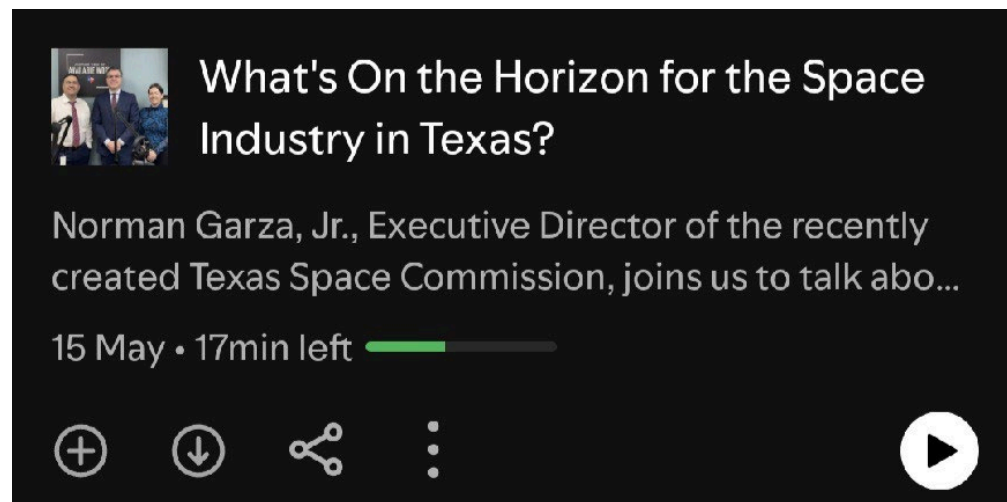 What's On the Horizon for the Space
Industry in Texas?
Norman Garza, Jr., Executive Director of the recently
created Texas Space Commission, joins us to talk abo...
15 May • 17min left